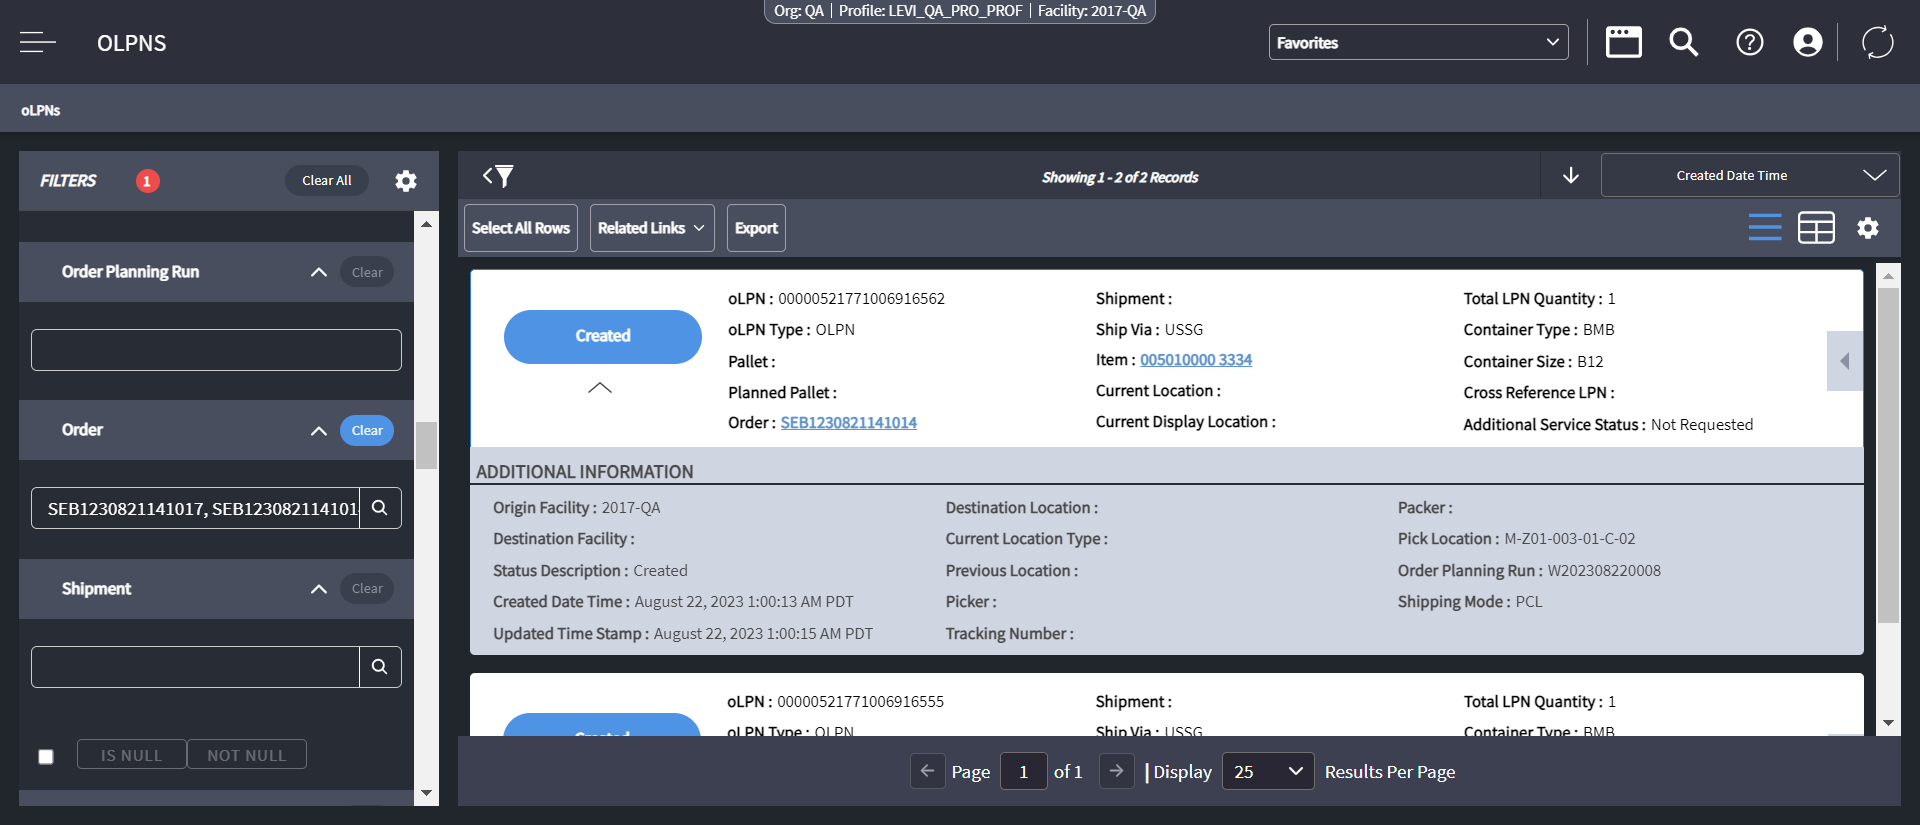 Org: QA | Profile: LEVI_QA_PRO_PROF | Facility: 2017-QA
OLPNS
Favorites
oLPNs
FILTERS
1
Clear All
Order Planning Run
Clear
Order
Clear
SEB1230821141017, SEB123082114101
Shipment
Clear
IS NULL
NOT NULL
Showing 1 - 2 of 2 Records
Created Date Time
Select All Rows
Related Links
Export
Created
oLPN : 00000521771006916562
oLPN Type : OLPN
Pallet :
Planned Pallet :
Order : SEB1230821141014
Shipment :
Ship Via : USSG
Item : 005010000 3334
Current Location :
Current Display Location :
Total LPN Quantity : 1
Container Type : BMB
Container Size : B12
Cross Reference LPN :
Additional Service Status : Not Requested
ADDITIONAL INFORMATION
Origin Facility : 2017-QA
Destination Facility :
Status Description : Created
Created Date Time : August 22, 2023 1:00:13 AM PDT
Updated Time Stamp : August 22, 2023 1:00:15 AM PDT
Destination Location :
Current Location Type :
Previous Location :
Picker :
Tracking Number :
Packer :
Pick Location : M-Z01-003-01-C-02
Order Planning Run : W202308220008
Shipping Mode : PCL
Created
oLPN : 00000521771006916555
oLPN Type : OLPN
Shipment :
Ship Via : USSG
Total LPN Quantity : 1
Container Type : BMB
Page 1 of 1 | Display 25 Results Per Page